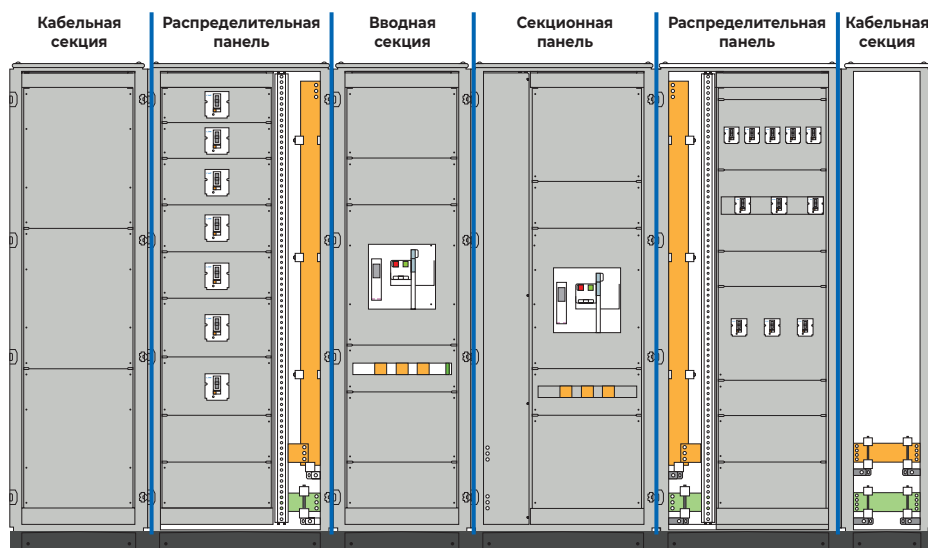 Кабельная
секция
Распределительная
панель
Вводная
секция
Секционная
панель
Распределительная
панель
Кабельная
секция